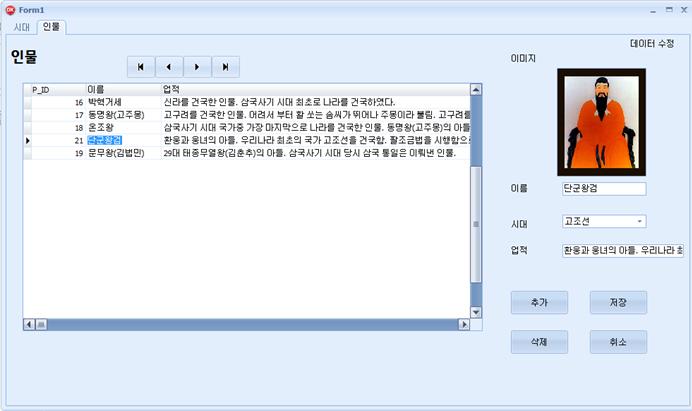 Form1
시대 인물
인물
데이터 수정
이미지
P_ID 이름 업적
16 박혁거세 신라를 건국한 인물. 삼국사기 시대 최초로 나라를 건국하였다.
17 동명왕(고주몽) 고구려를 건국한 인물. 어려서 부터 활 쏘는 솜씨가 뛰어나 주몽이라 불림. 고구려를
18 온조왕 삼국사기 시대 국가중 가장 마지막으로 나라를 건국한 인물. 동명왕(고주몽)의 아들
21 단군왕검 환웅과 웅녀의 아들. 우리나라 최초의 국가 고조선을 건국함. 팔조금법을 시행함으로
19 문무왕(김법민) 29대 태종무열왕(김춘추)의 아들. 삼국사기 시대 당시 삼국 통일은 이뤄낸 인물.
이름 단군왕검
시대 고조선
업적 환웅과 웅녀의 아들. 우리나라 최
추가 저장
삭제 취소